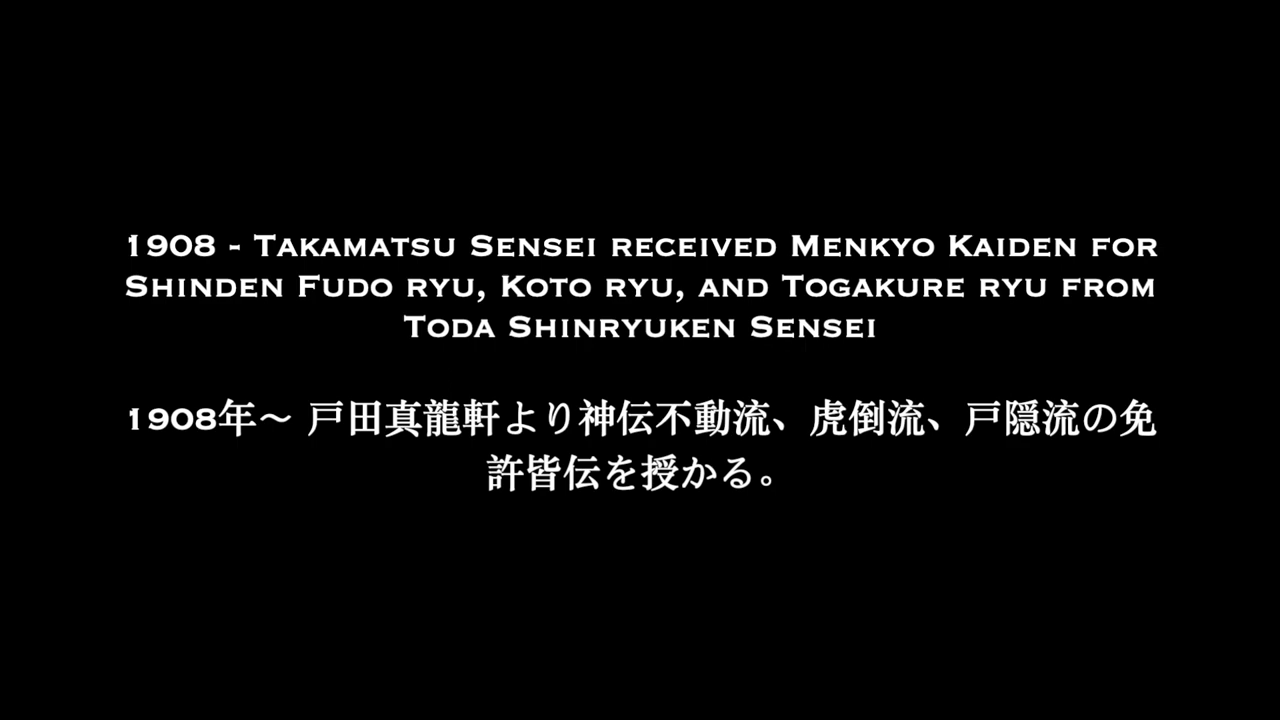 1908 - Takamatsu Sensei received Menkyo Kaiden for
Shinden Fudo ryu, Koto ryu, and Togakure ryu from
Toda Shinryuken Sensei
1908年〜 戸田真龍軒より神伝不動流、虎倒流、戸隠流の免
許皆伝を授かる。